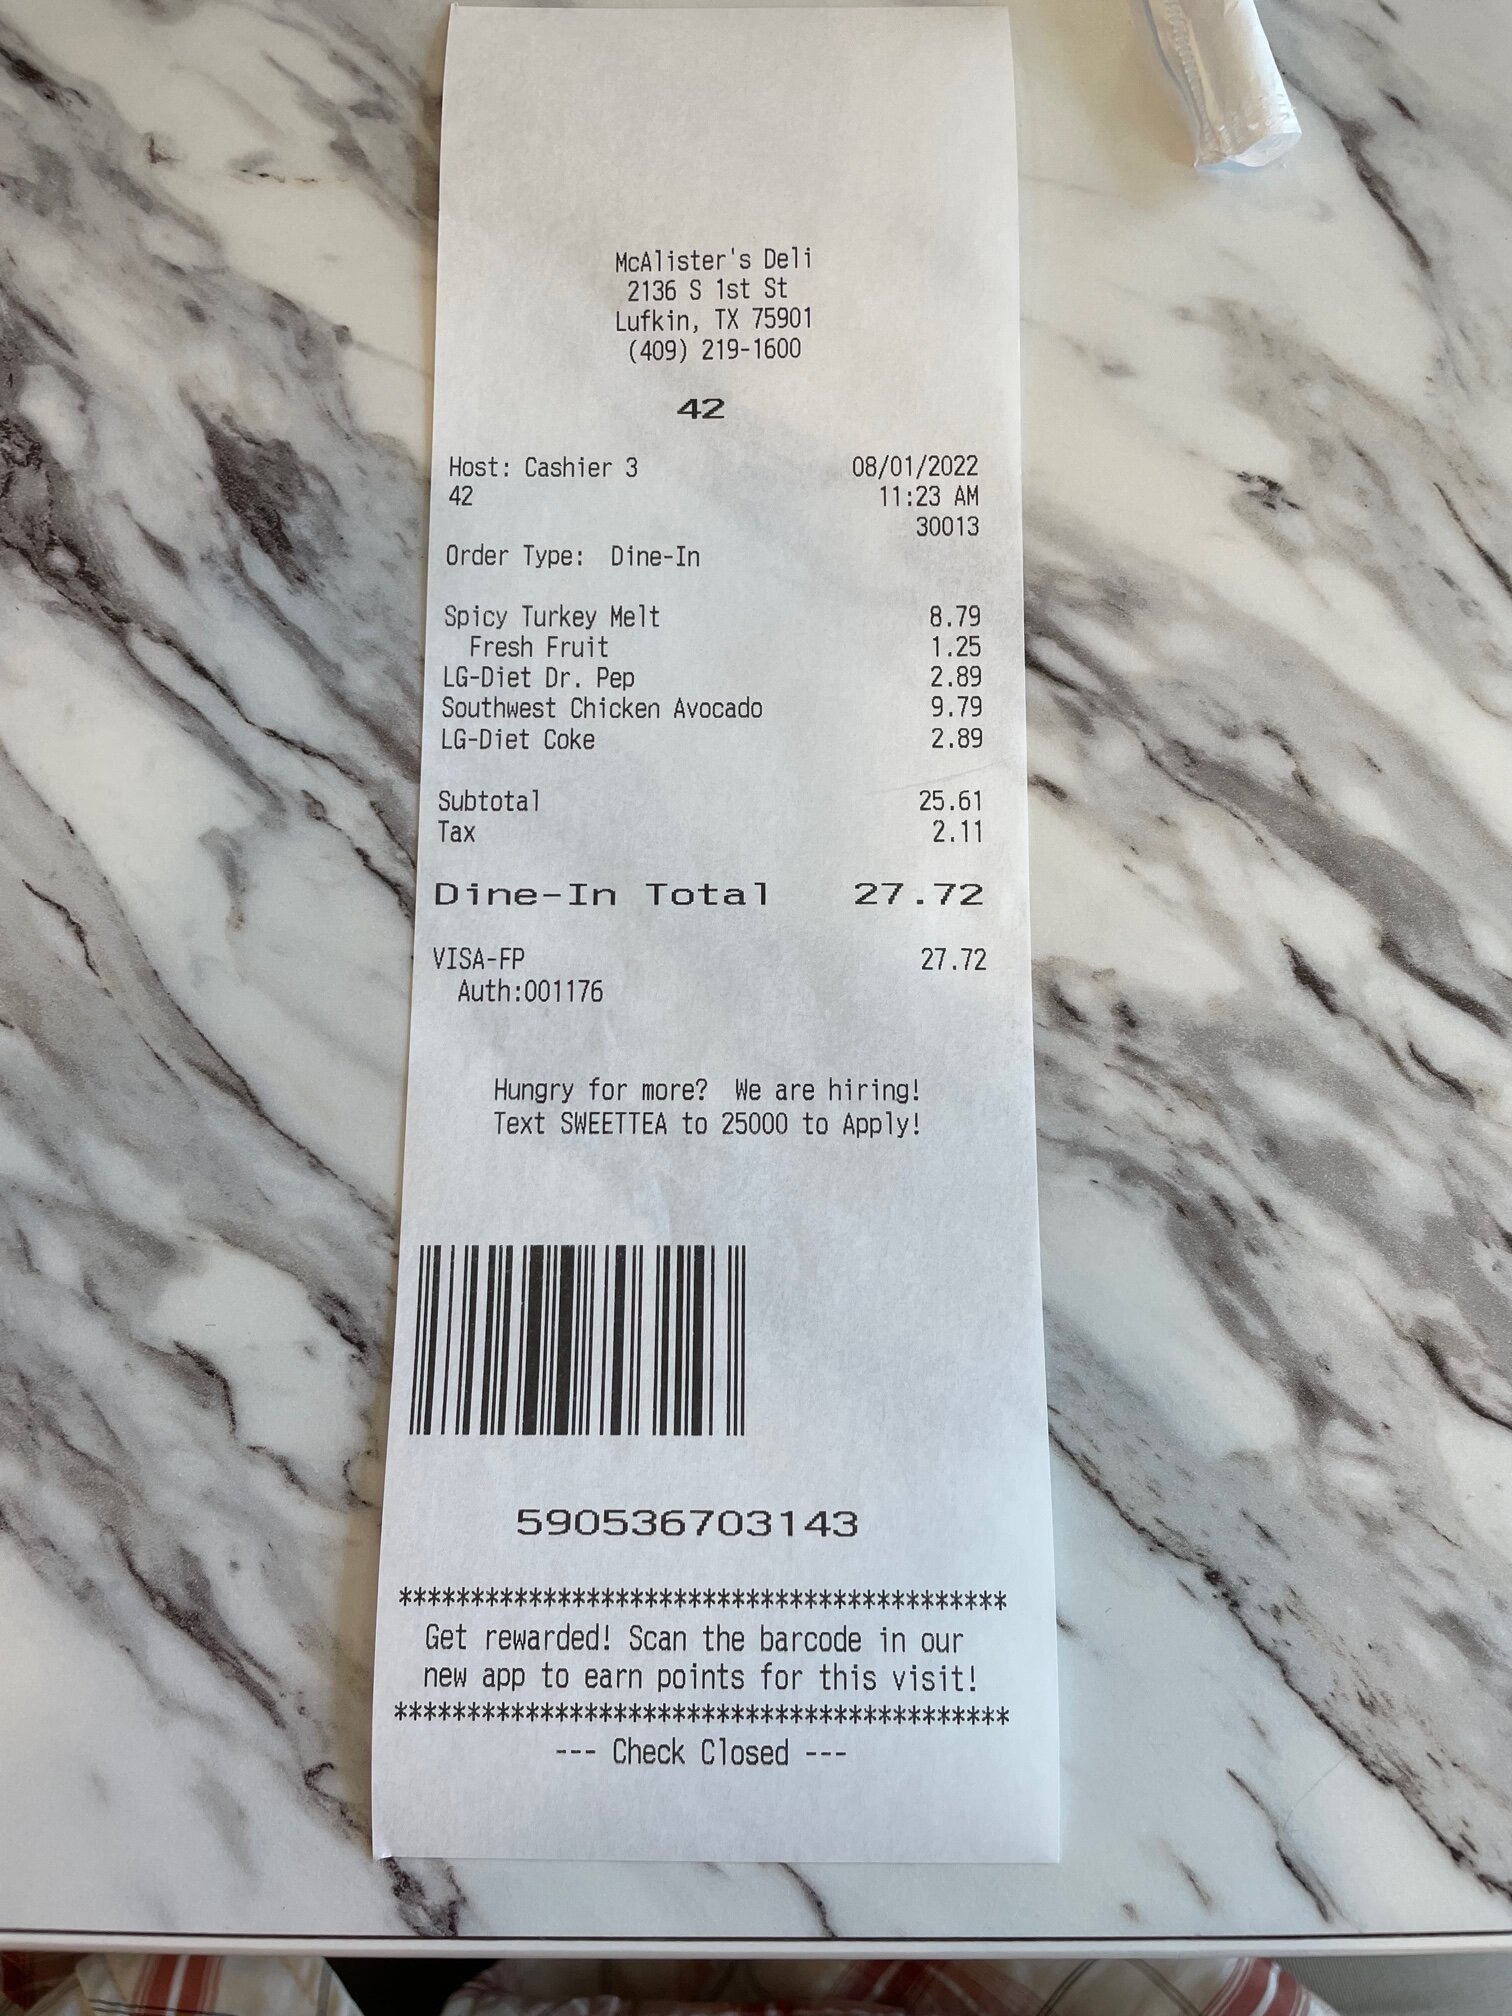 McAlister's Deli
2136 S 1st St
Lufkin, TX 75901
(409) 219-1600
42
Host: Cashier 3 08/01/2022
42 11:23 AM
30013
Order Type: Dine-In
Spicy Turkey Melt 8.79
Fresh Fruit 1.25
LG-Diet Dr. Pep 2.89
Southwest Chicken Avocado 9.79
LG-Diet Coke 2.89
Subtotal 25.61
Tax 2.11
Dine-In Total 27.72
VISA-FP 27.72
Auth:001176
Hungry for more? We are hiring!
Text SWEETTEA to 25000 to Apply!
590536703143
******************************************
Get rewarded! Scan the barcode in our
new app to earn points for this visit!
******************************************
--- Check Closed ---